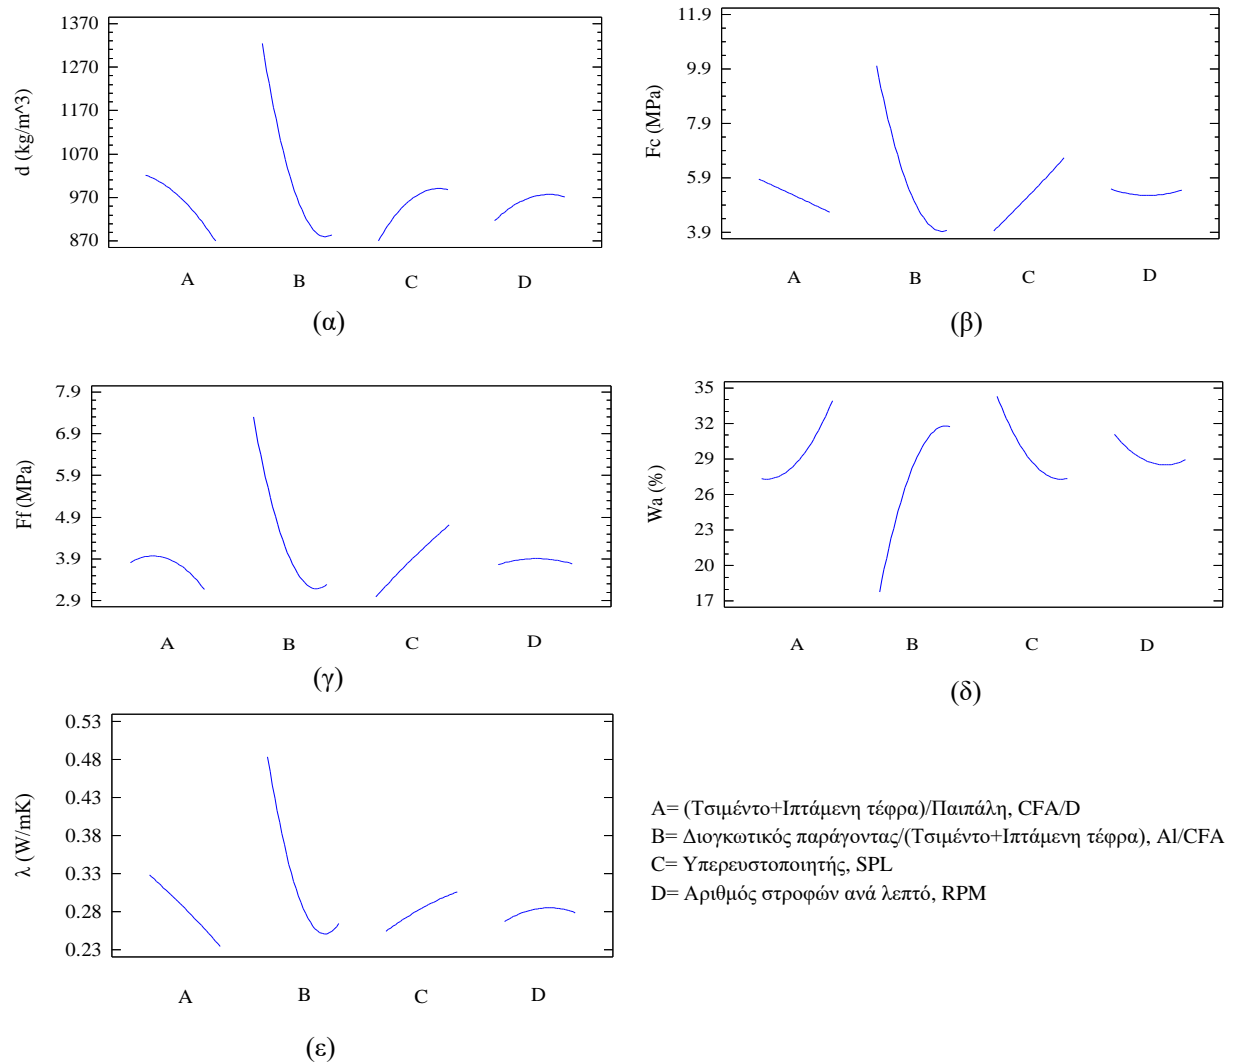 1370
1270
1170
1070
970
870
d (kg/m^3)
A B C D
(α)
11.9
9.9
7.9
5.9
3.9
Fc (MPa)
A B C D
(β)
7.9
6.9
5.9
4.9
3.9
2.9
Ff (MPa)
A B C D
(γ)
35
32
29
26
23
20
17
Wa (%)
A B C D
(δ)
0.53
0.48
0.43
0.38
0.33
0.28
0.23
λ (W/mK)
A B C D
(ε)
A= (Τσιμέντο+Ιπτάμενη τέφρα)/Παιπάλη, CFA/D
B= Διογκωτικός παράγοντας/(Τσιμέντο+Ιπτάμενη τέφρα), Al/CFA
C= Υπερευστοποιητής, SPL
D= Αριθμός στροφών ανά λεπτό, RPM